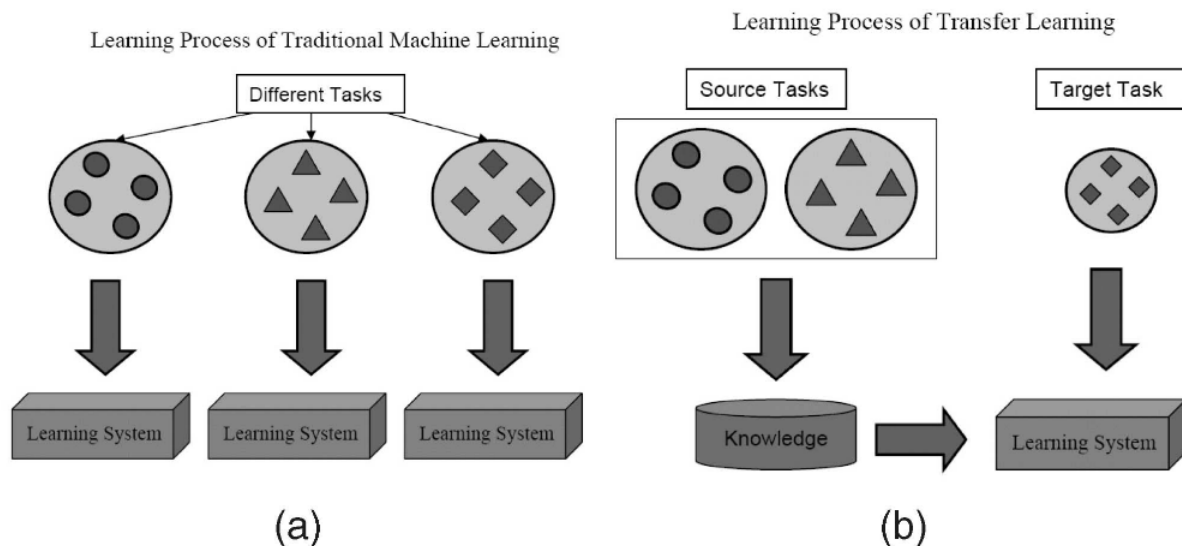 Learning Process of Traditional Machine Learning
Different Tasks
Learning System
Learning System
Learning System
(a)
Learning Process of Transfer Learning
Source Tasks
Target Task
Knowledge
Learning System
(b)